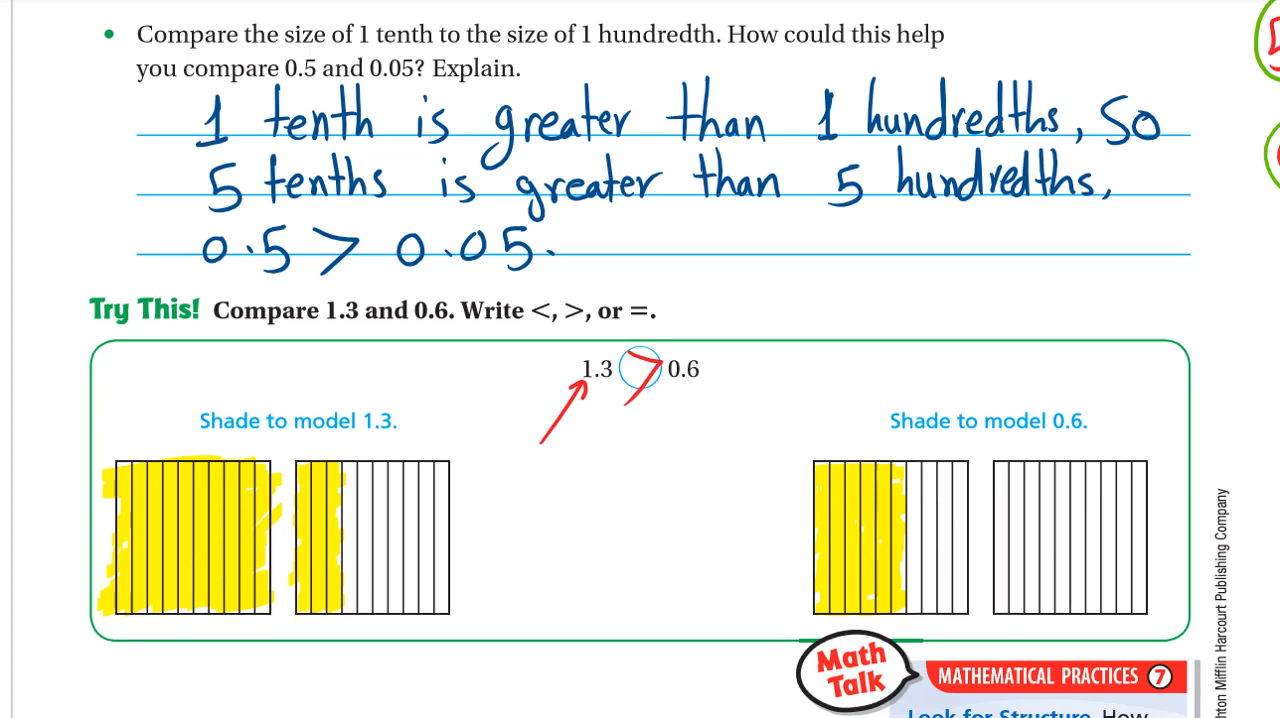 • Compare the size of 1 tenth to the size of 1 hundredth. How could this help
you compare 0.5 and 0.05? Explain.
1 tenth is greater than 1 hundredths, so
5 tenths is greater than 5 hundredths,
0.5 > 0.05.
Try This! Compare 1.3 and 0.6. Write <, >, or =.
1.3 > 0.6
Shade to model 1.3.
Shade to model 0.6.
Math
Talk
MATHEMATICAL PRACTICES 7
Look for Structure How
hton Mifflin Harcourt Publishing Company